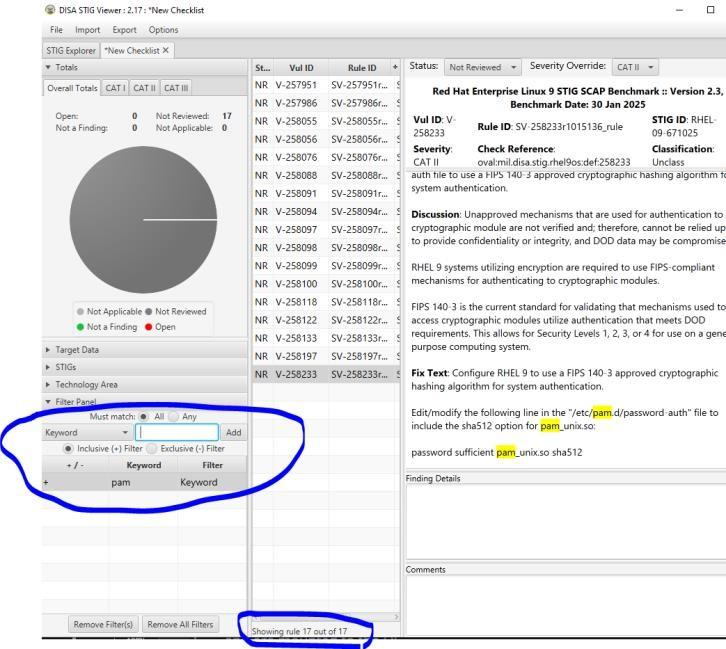 DISA STIG Viewer : 2.17 : *New Checklist
File Import Export Options
STIG Explorer *New Checklist
Totals
Overall Totals CAT I CAT II CAT III
Open: 0 Not Reviewed: 17
Not a Finding: 0 Not Applicable: 0
Not Applicable Not Reviewed
Not a Finding Open
Target Data
STIGs
Technology Area
Filter Panel
Must match: All Any
Keyword Add
Inclusive (+) Filter Exclusive (-) Filter
+ / - Keyword Filter
+ pam Keyword
Remove Filter(s) Remove All Filters
St... Vul ID Rule ID +
NR V-257951 SV-257951r...
NR V-257986 SV-257986r...
NR V-258055 SV-258055r...
NR V-258056 SV-258056r...
NR V-258076 SV-258076r...
NR V-258088 SV-258088r...
NR V-258091 SV-258091r...
NR V-258094 SV-258094r...
NR V-258097 SV-258097r...
NR V-258098 SV-258098r...
NR V-258099 SV-258099r...
NR V-258100 SV-258100r...
NR V-258118 SV-258118r...
NR V-258122 SV-258122r...
NR V-258133 SV-258133r...
NR V-258197 SV-258197r...
NR V-258233 SV-258233r...
Showing rule 17 out of 17
Status: Not Reviewed Severity Override: CAT II
Red Hat Enterprise Linux 9 STIG SCAP Benchmark :: Version 2.3,
Benchmark Date: 30 Jan 2025
Vul ID: V-
258233
Rule ID: SV-258233r1015136_rule
STIG ID: RHEL-
09-671025
Severity:
CAT II
Check Reference:
oval:mil.disa.stig.rhel9os:def:258233
Classification:
Unclass
auth file to use a FIPS 140-3 approved cryptographic hashing algorithm fo
system authentication.
Discussion: Unapproved mechanisms that are used for authentication to
cryptographic module are not verified and; therefore, cannot be relied up
to provide confidentiality or integrity, and DOD data may be compromise
RHEL 9 systems utilizing encryption are required to use FIPS-compliant
mechanisms for authenticating to cryptographic modules.
FIPS 140-3 is the current standard for validating that mechanisms used to
access cryptographic modules utilize authentication that meets DOD
requirements. This allows for Security Levels 1, 2, 3, or 4 for use on a gene
purpose computing system.
Fix Text: Configure RHEL 9 to use a FIPS 140-3 approved cryptographic
hashing algorithm for system authentication.
Edit/modify the following line in the "/etc/pam.d/password-auth" file to
include the sha512 option for pam_unix.so:
password sufficient pam_unix.so sha512
Finding Details
Comments